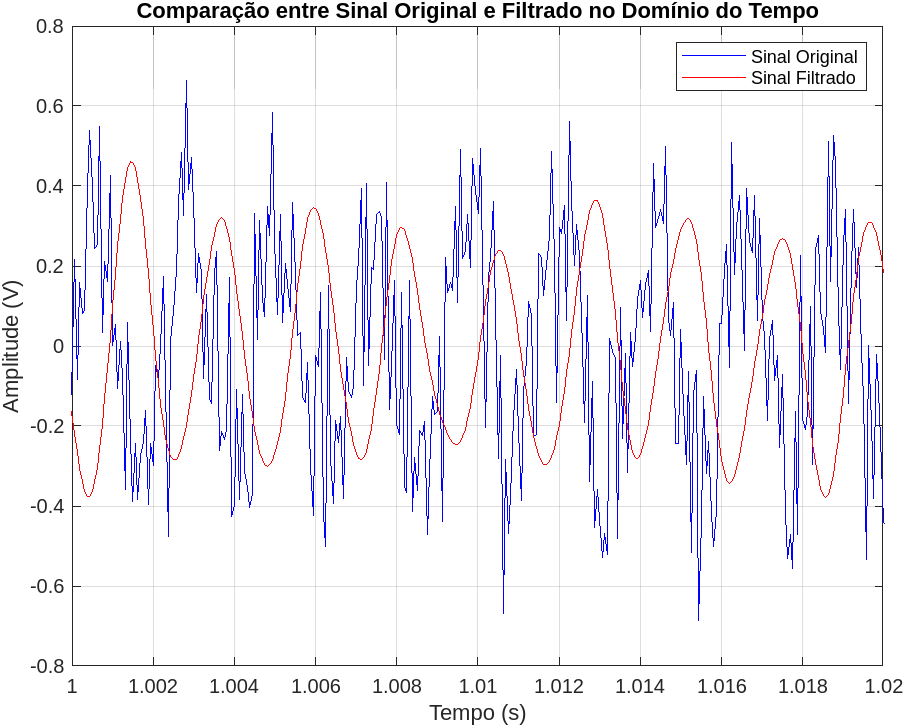 Comparação entre Sinal Original e Filtrado no Domínio do Tempo
Sinal Original
Sinal Filtrado
Amplitude (V)
0.8
0.6
0.4
0.2
0
-0.2
-0.4
-0.6
-0.8
1 1.002 1.004 1.006 1.008 1.01 1.012 1.014 1.016 1.018 1.02
Tempo (s)